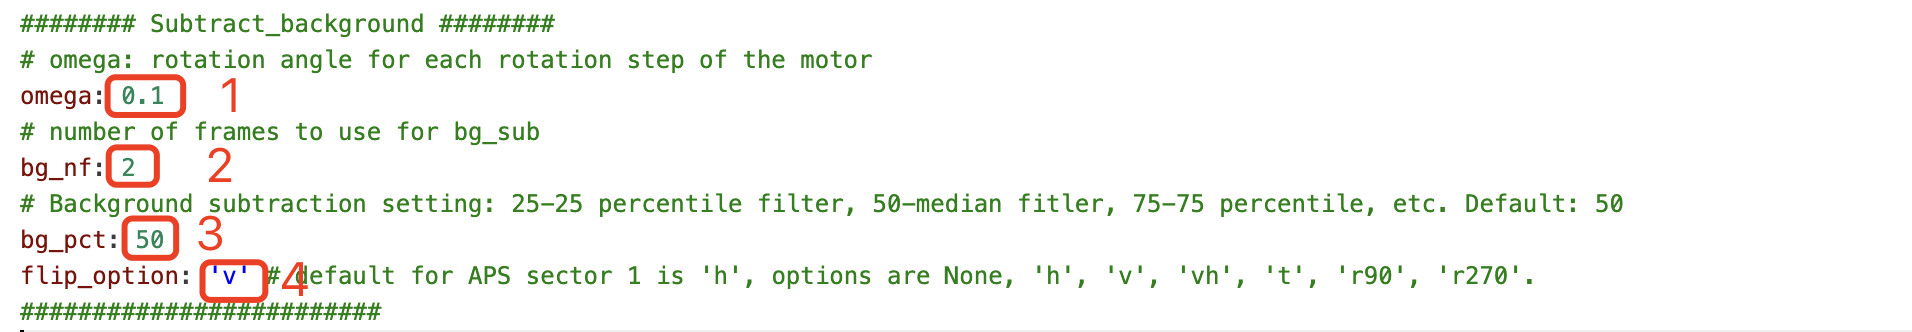 ######## Subtract_background ########
# omega: rotation angle for each rotation step of the motor
omega: 0.1 1
# number of frames to use for bg_sub
bg_nf: 2 2
# Background subtraction setting: 25-25 percentile filter, 50-median fitler, 75-75 percentile, etc. Default: 50
bg_pct: 50 3
flip_option: 'v' 4 # default for APS sector 1 is 'h', options are None, 'h', 'v', 'vh', 't', 'r90', 'r270'.
#########################